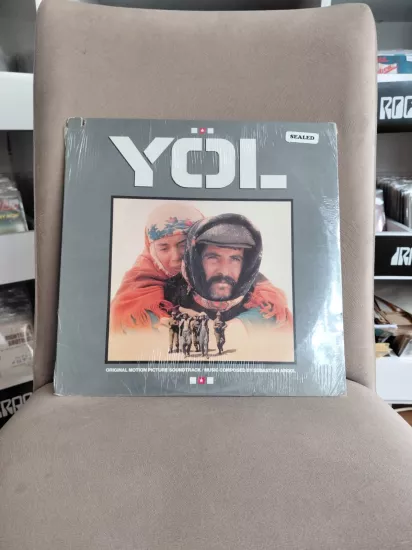 SEALED
YÖL
ORIGINAL MOTION PICTURE SOUNDTRACK / MUSIC COMPOSED BY SEBASTIAN ARGOL